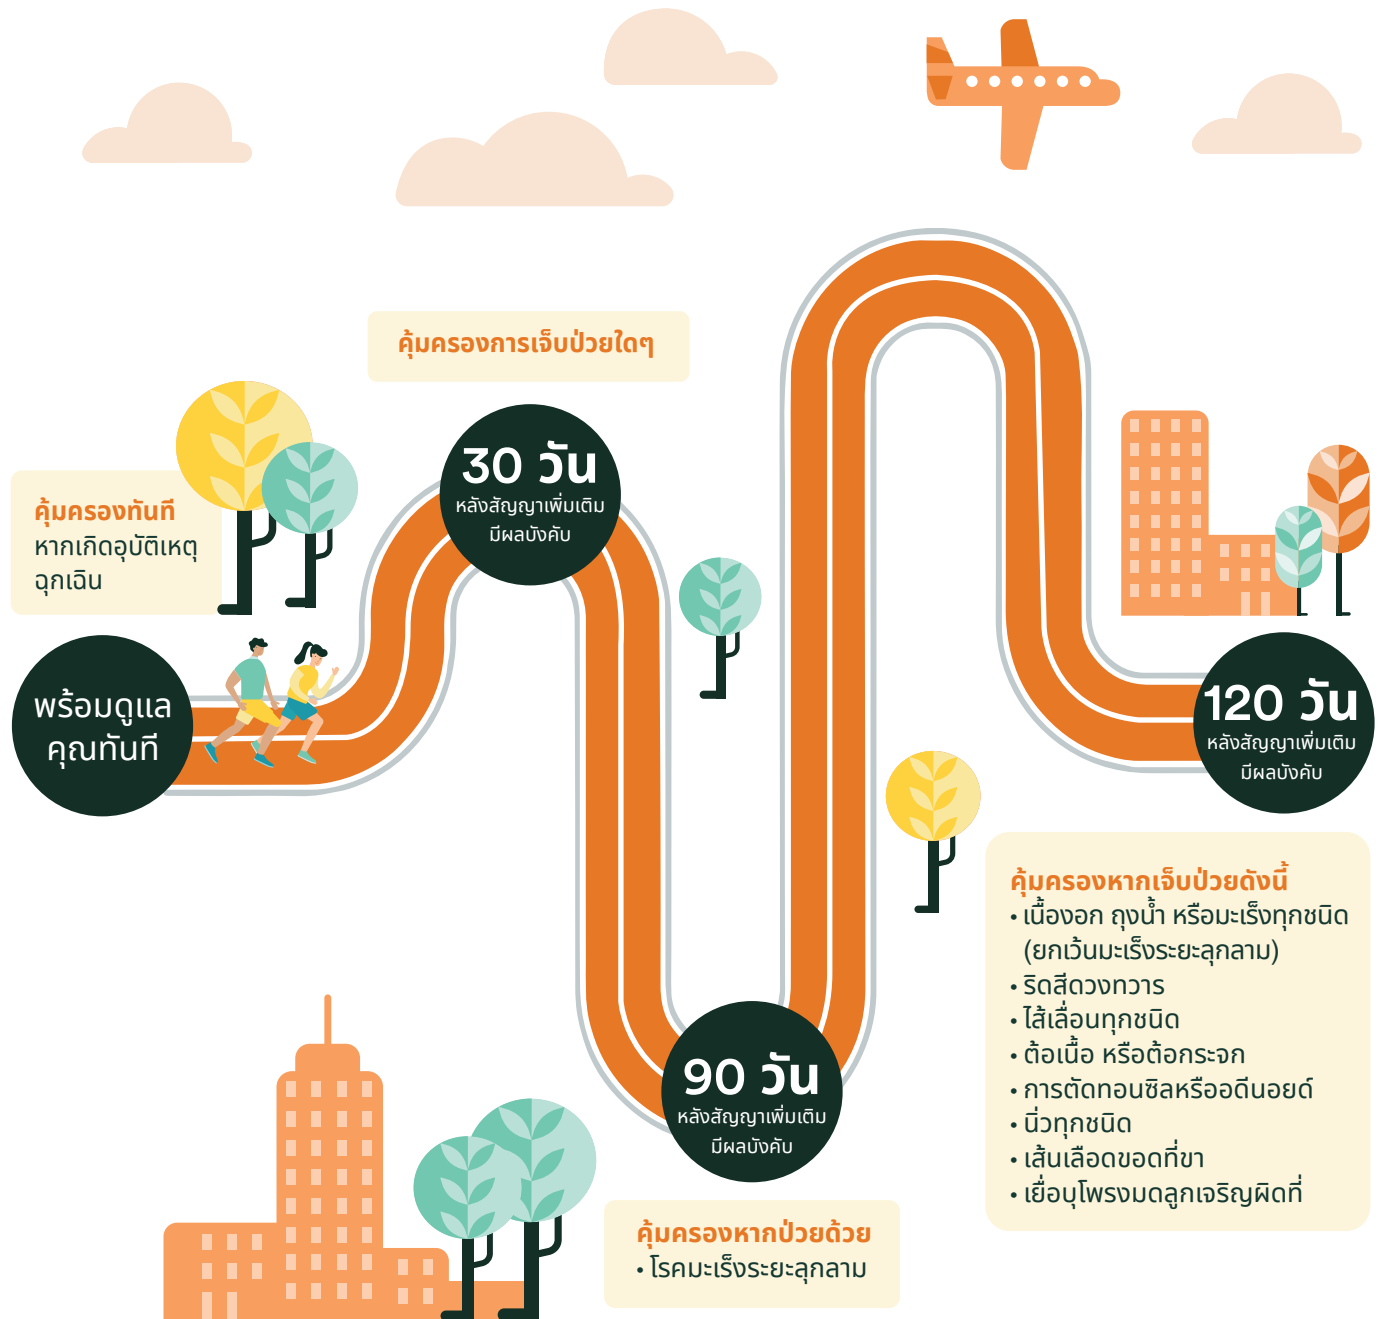 พร้อมดูแล
คุณทันที
คุ้มครองทันที
หากเกิดอุบัติเหตุ
ฉุกเฉิน
คุ้มครองการเจ็บป่วยใดๆ
30 วัน
หลังสัญญาเพิ่มเติม
มีผลบังคับ
90 วัน
หลังสัญญาเพิ่มเติม
มีผลบังคับ
คุ้มครองหากป่วยด้วย
• โรคมะเร็งระยะลุกลาม
120 วัน
หลังสัญญาเพิ่มเติม
มีผลบังคับ
คุ้มครองหากเจ็บป่วยดังนี้
• เนื้องอก ถุงน้ำ หรือมะเร็งทุกชนิด
(ยกเว้นมะเร็งระยะลุกลาม)
• ริดสีดวงทวาร
• ไส้เลื่อนทุกชนิด
• ต้อเนื้อ หรือต้อกระจก
• การตัดทอนซิลหรืออดีนอยด์
• นิ่วทุกชนิด
• เส้นเลือดขอดที่ขา
• เยื่อบุโพรงมดลูกเจริญผิดที่